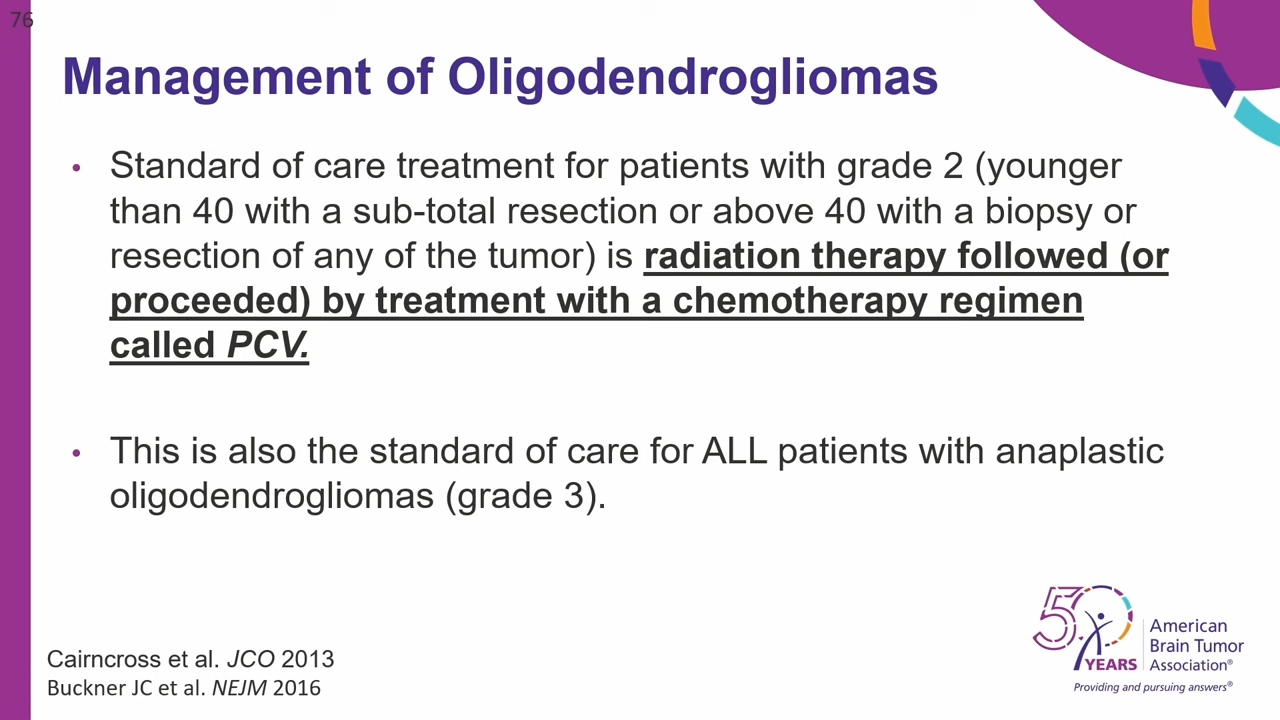 76
Management of Oligodendrogliomas
• Standard of care treatment for patients with grade 2 (younger
than 40 with a sub-total resection or above 40 with a biopsy or
resection of any of the tumor) is radiation therapy followed (or
proceeded) by treatment with a chemotherapy regimen
called PCV.
• This is also the standard of care for ALL patients with anaplastic
oligodendrogliomas (grade 3).
Cairncross et al. JCO 2013
Buckner JC et al. NEJM 2016
50
YEARS
American
Brain Tumor
Association®
Providing and pursuing answers®